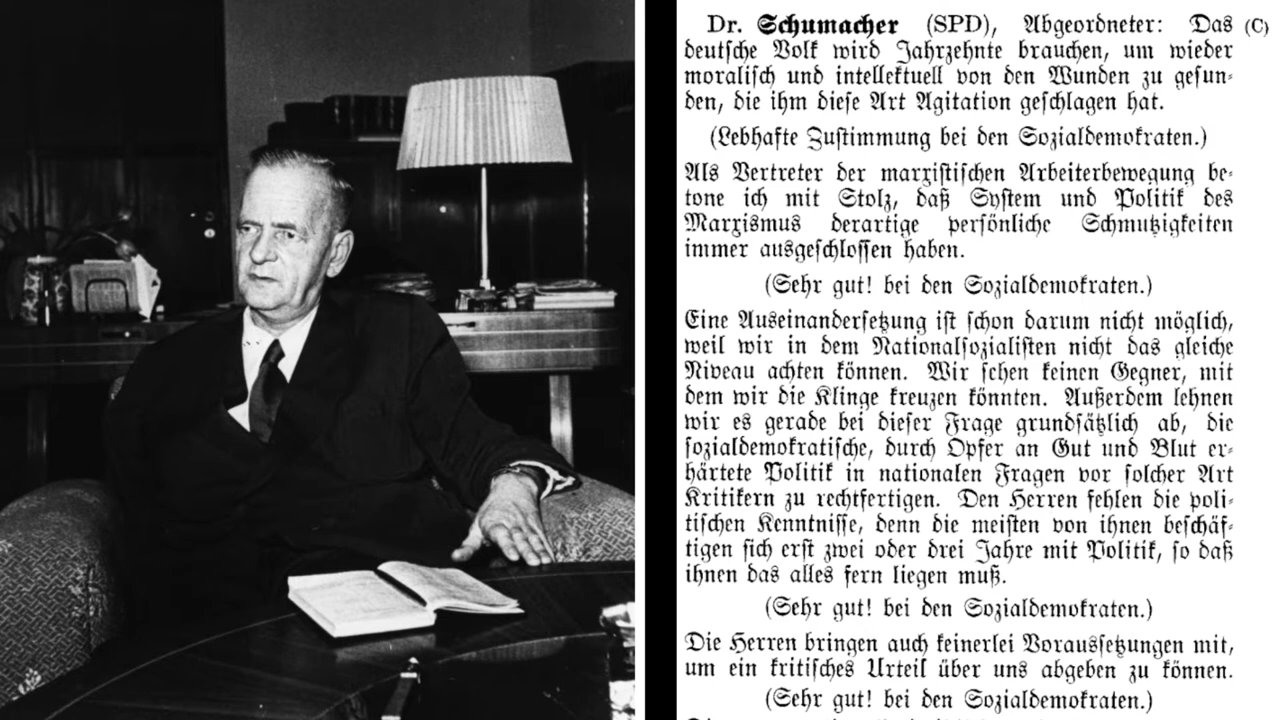 Dr. Schumacher (SPD), Abgeordneter: Das (C)
deutsche Volk wird Jahrzehnte brauchen, um wieder
moralisch und intellektuell von den Wunden zu gesun-
den, die ihm diese Art Agitation geschlagen hat.
(Lebhafte Zustimmung bei den Sozialdemokraten.)
Als Vertreter der marxistischen Arbeiterbewegung be-
tone ich mit Stolz, daß System und Politik des
Marxismus derartige persönliche Schmutzigkeiten
immer ausgeschlossen haben.
(Sehr gut! bei den Sozialdemokraten.)
Eine Auseinandersetzung ist schon darum nicht möglich,
weil wir in dem Nationalsozialisten nicht das gleiche
Niveau achten können. Wir sehen keinen Gegner, mit
dem wir die Klinge kreuzen könnten. Außerdem lehnen
wir es gerade bei dieser Frage grundsätzlich ab, die
sozialdemokratische, durch Opfer an Gut und Blut er-
härtete Politik in nationalen Fragen vor solcher Art
Kritikern zu rechtfertigen. Den Herren fehlen die poli-
tischen Kenntnisse, denn die meisten von ihnen beschäf-
tigen sich erst zwei oder drei Jahre mit Politik, so daß
ihnen das alles fern liegen muß.
(Sehr gut! bei den Sozialdemokraten.)
Die Herren bringen auch keinerlei Voraussetzungen mit,
um ein kritisches Urteil über uns abgeben zu können.
(Sehr gut! bei den Sozialdemokraten.)